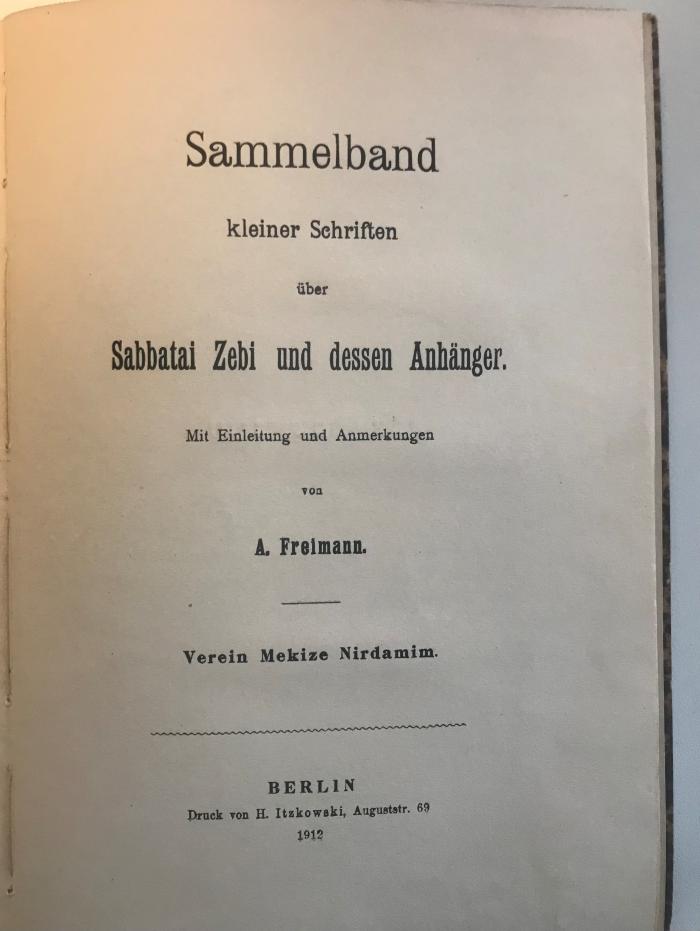 Sammelband
kleiner Schriften
über
Sabbatai Zebi und dessen Anhänger.
Mit Einleitung und Anmerkungen
von
A. Freimann.
Verein Mekize Nirdamim.
BERLIN
Druck von H. Itzkowski, Auguststr. 69
1912